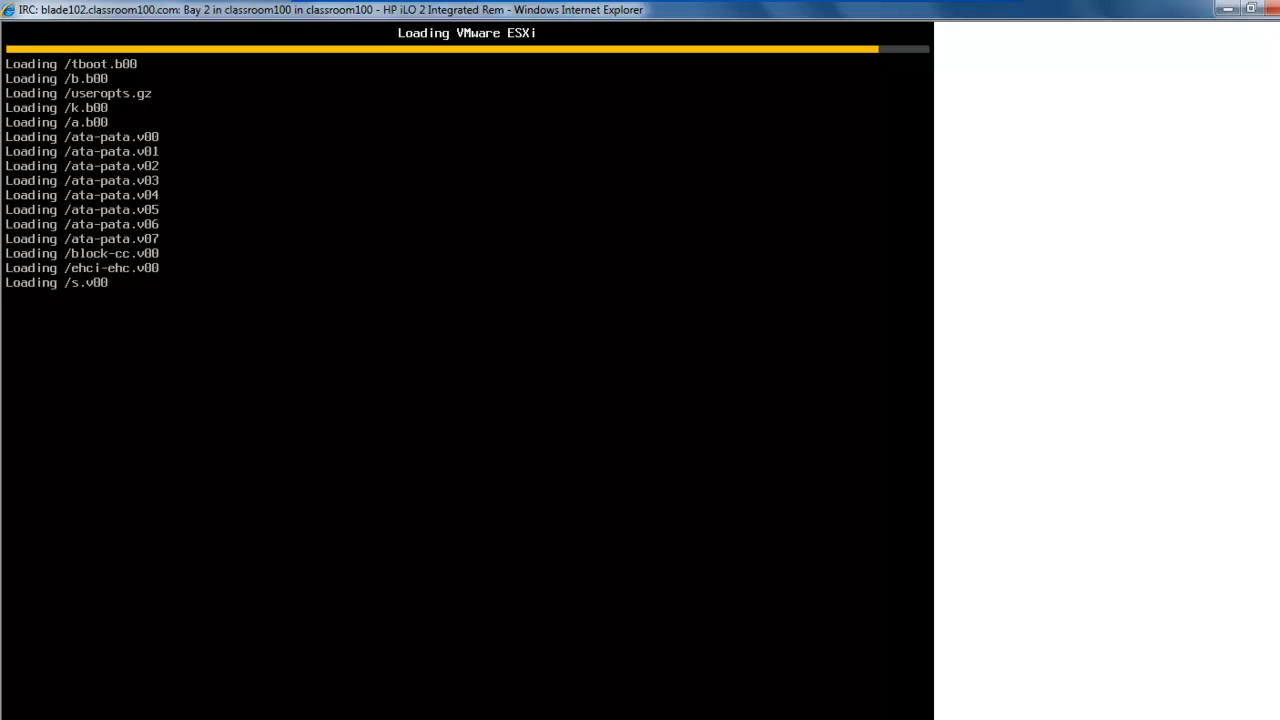 IRC: blade102.classroom100.com: Bay 2 in classroom100 in classroom100 - HP iLO 2 Integrated Rem - Windows Internet Explorer
Loading VMware ESXi
Loading /tboot.b00
Loading /b.b00
Loading /useropts.gz
Loading /k.b00
Loading /a.b00
Loading /ata-pata.v00
Loading /ata-pata.v01
Loading /ata-pata.v02
Loading /ata-pata.v03
Loading /ata-pata.v04
Loading /ata-pata.v05
Loading /ata-pata.v06
Loading /ata-pata.v07
Loading /block-cc.v00
Loading /ehci-ehc.v00
Loading /s.v00